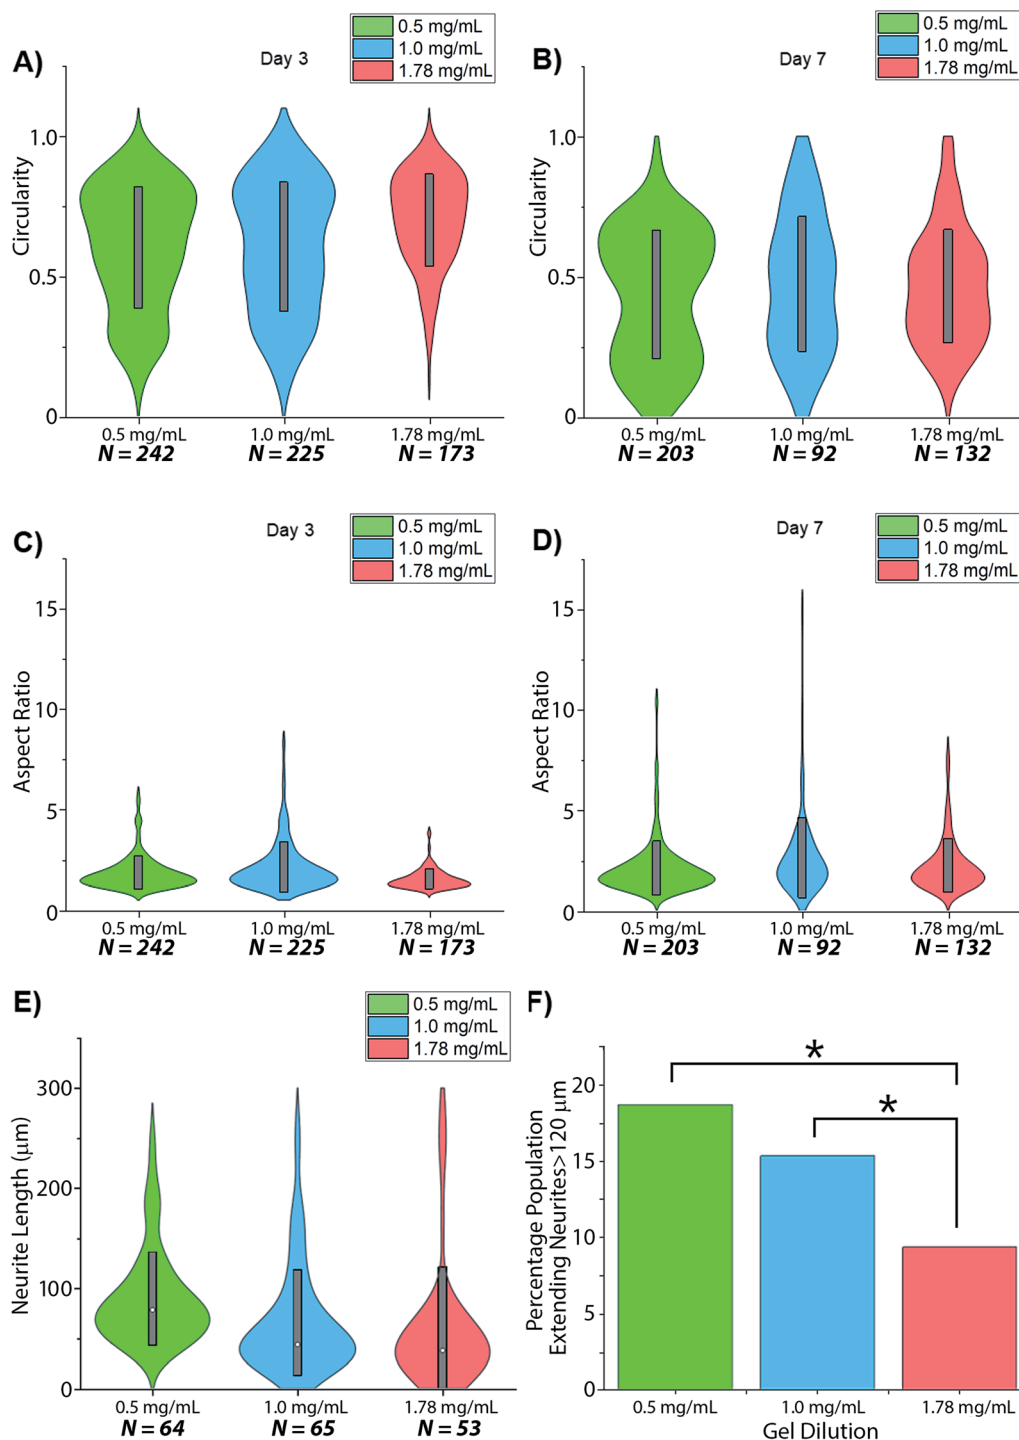 A)
Day 3
0.5 mg/mL
1.0 mg/mL
1.78 mg/mL
Circularity
1.0
0.5
0
0.5 mg/mL
1.0 mg/mL
1.78 mg/mL
N = 242
N = 225
N = 173
B)
Day 7
0.5 mg/mL
1.0 mg/mL
1.78 mg/mL
Circularity
1.0
0.5
0
0.5 mg/mL
1.0 mg/mL
1.78 mg/mL
N = 203
N = 92
N = 132
C)
Day 3
0.5 mg/mL
1.0 mg/mL
1.78 mg/mL
Aspect Ratio
15
10
5
0
0.5 mg/mL
1.0 mg/mL
1.78 mg/mL
N = 242
N = 225
N = 173
D)
Day 7
0.5 mg/mL
1.0 mg/mL
1.78 mg/mL
Aspect Ratio
15
10
5
0
0.5 mg/mL
1.0 mg/mL
1.78 mg/mL
N = 203
N = 92
N = 132
E)
0.5 mg/mL
1.0 mg/mL
1.78 mg/mL
Neurite Length (μm)
300
200
100
0
0.5 mg/mL
1.0 mg/mL
1.78 mg/mL
N = 64
N = 65
N = 53
F)
Percentage Population
Extending Neurites>120 μm
20
15
10
5
0
*
*
0.5 mg/mL
1.0 mg/mL
1.78 mg/mL
Gel Dilution